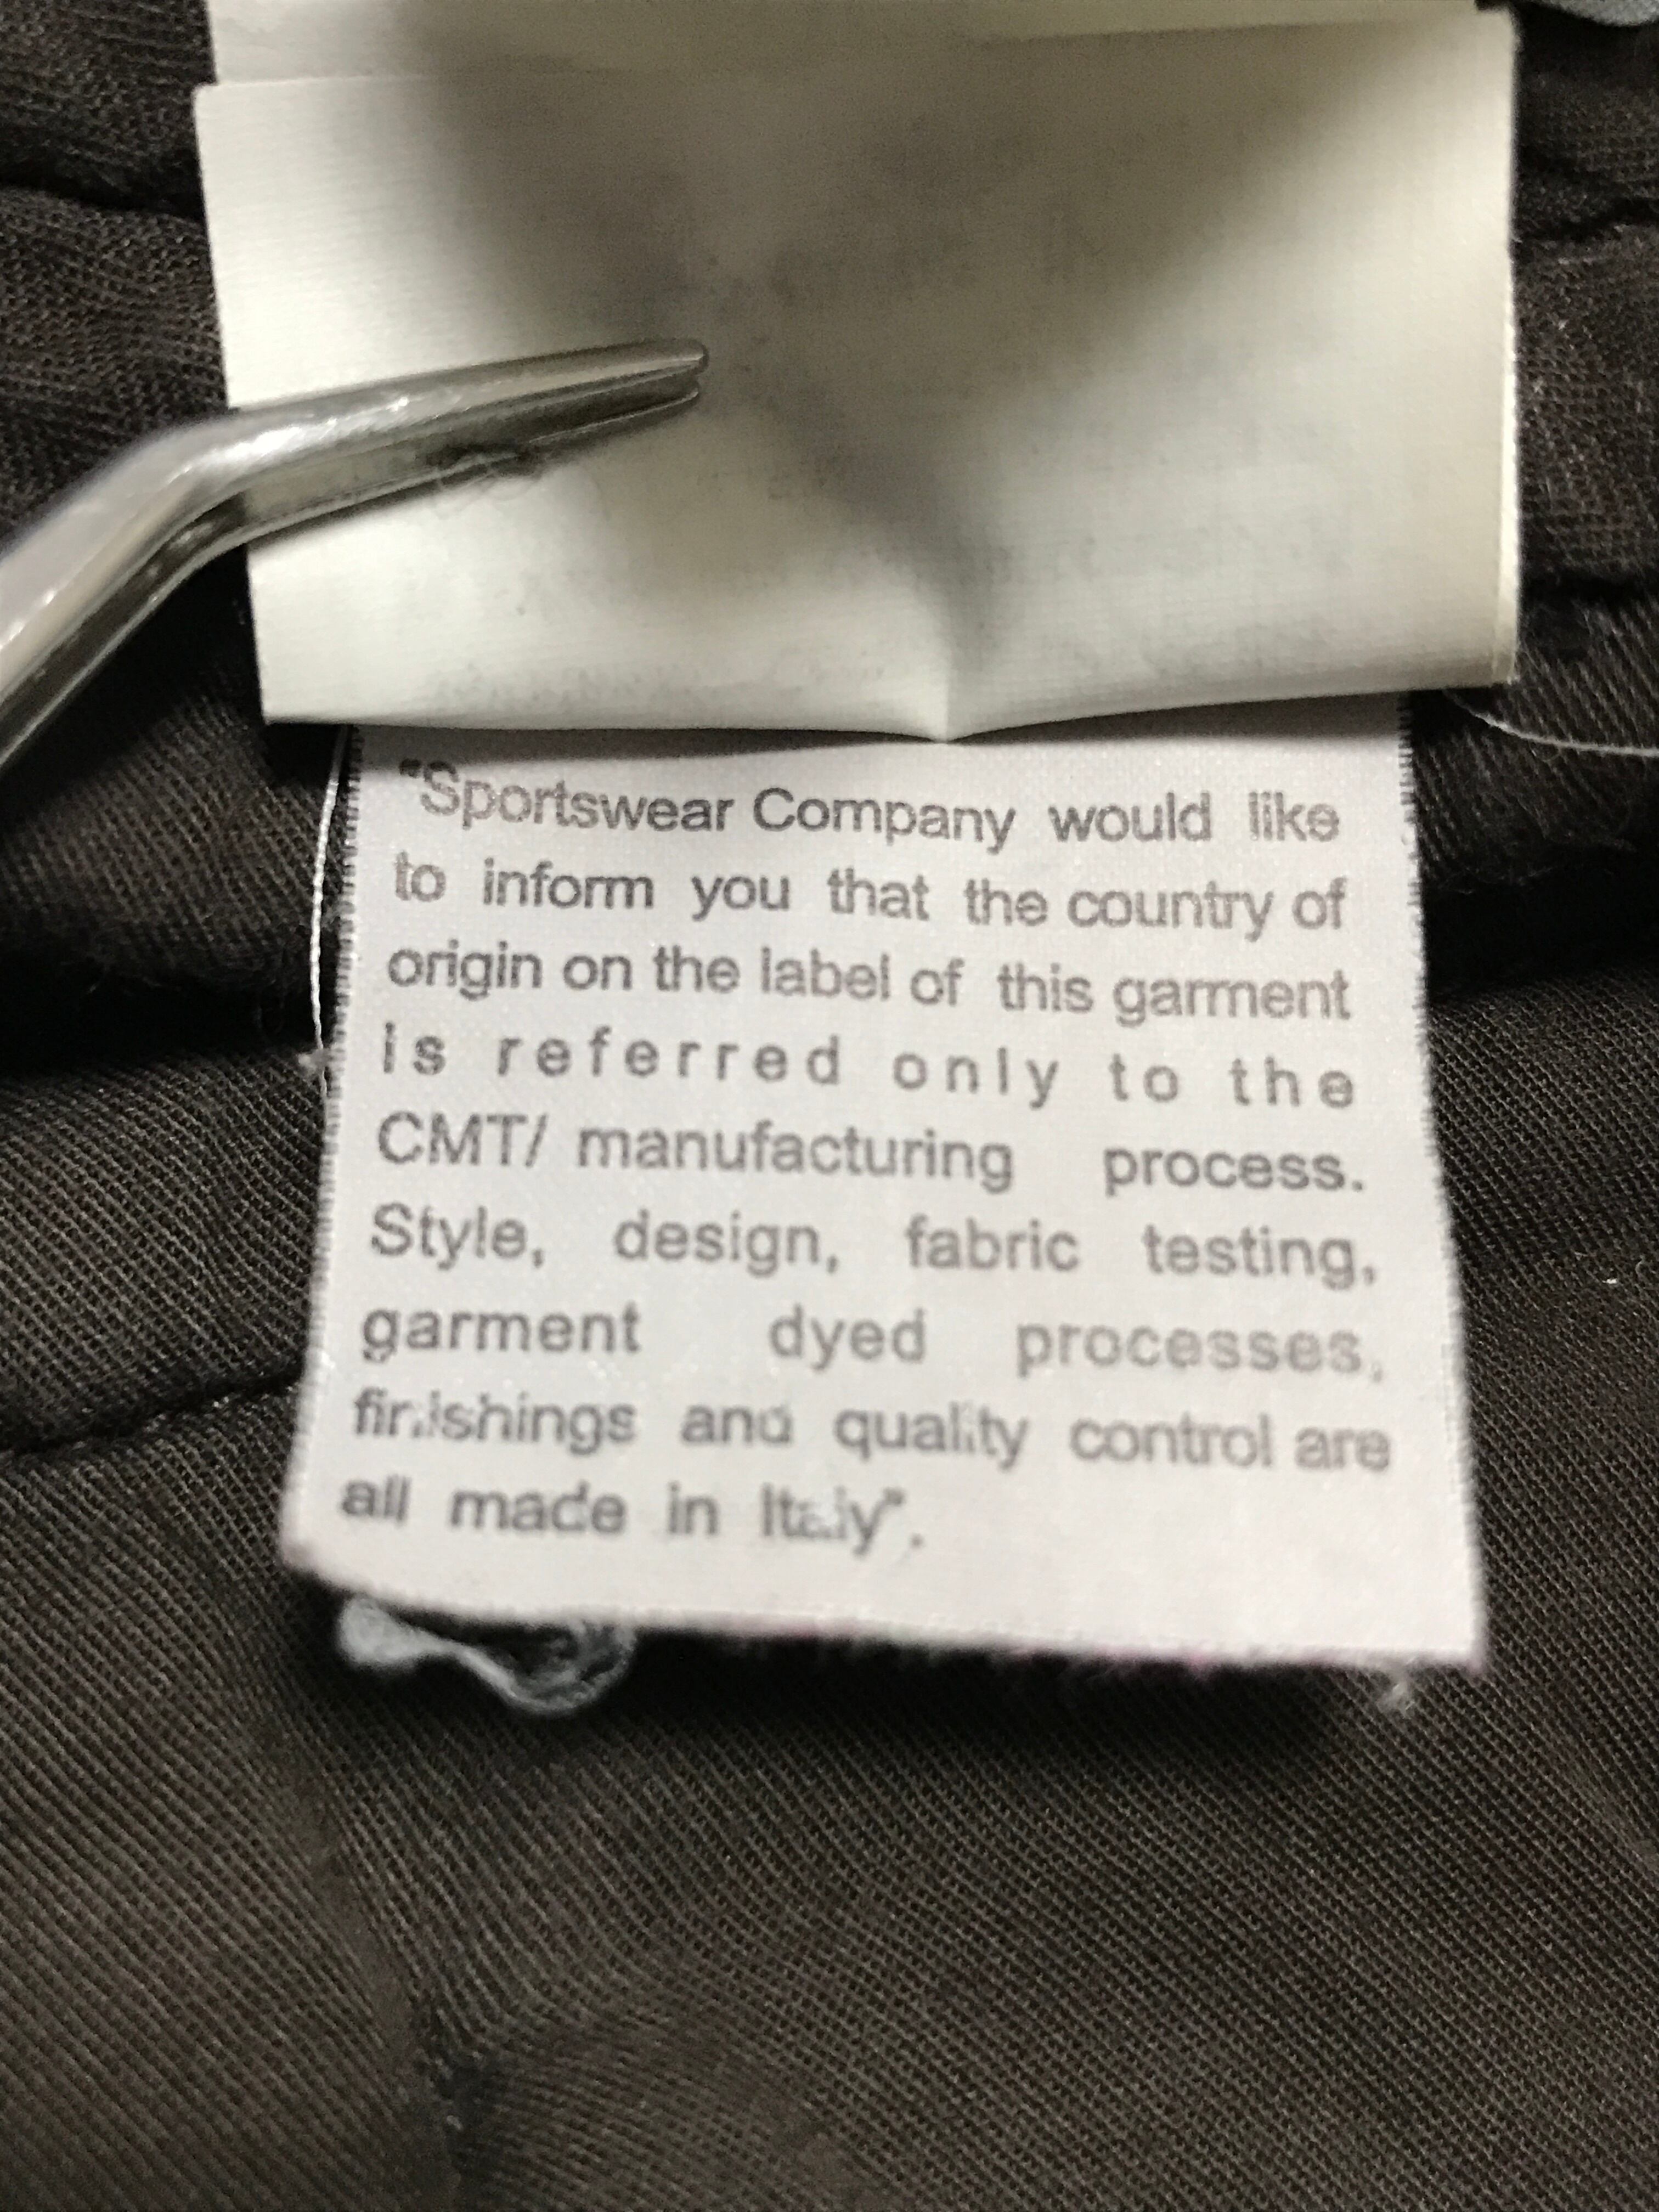 "Sportswear Company would like
to inform you that the country of
origin on the label of this garment
is referred only to the
CMT/ manufacturing process.
Style, design, fabric testing,
garment dyed processes,
finishings and quality control are
all made in Italy".